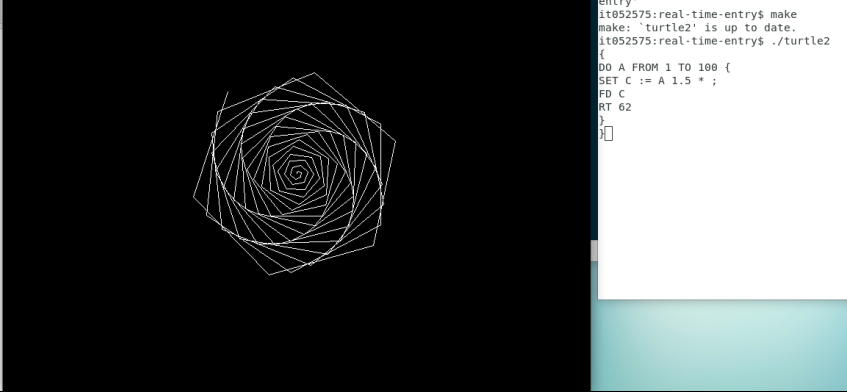 entry
it052575:real-time-entry$ make
make: `turtle2' is up to date.
it052575:real-time-entry$ ./turtle2
{
DO A FROM 1 TO 100 {
SET C := A 1.5 * ;
FD C
RT 62
}
}